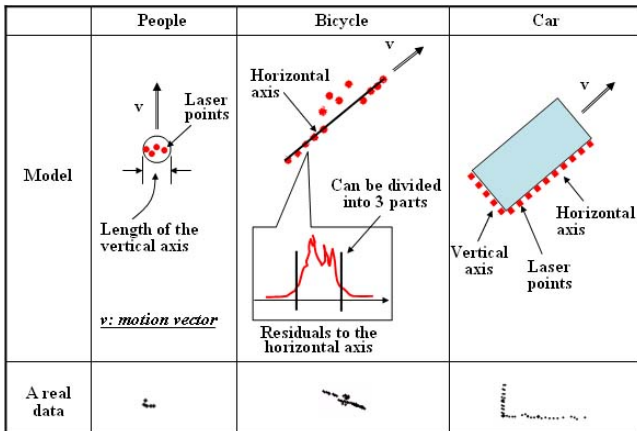 People
Bicycle
Car
Model
v
Laser
points
Length of the
vertical axis
v: motion vector
v
Horizontal
axis
Can be divided
into 3 parts
Residuals to the
horizontal axis
v
Horizontal
axis
Vertical
axis
Laser
points
A real
data